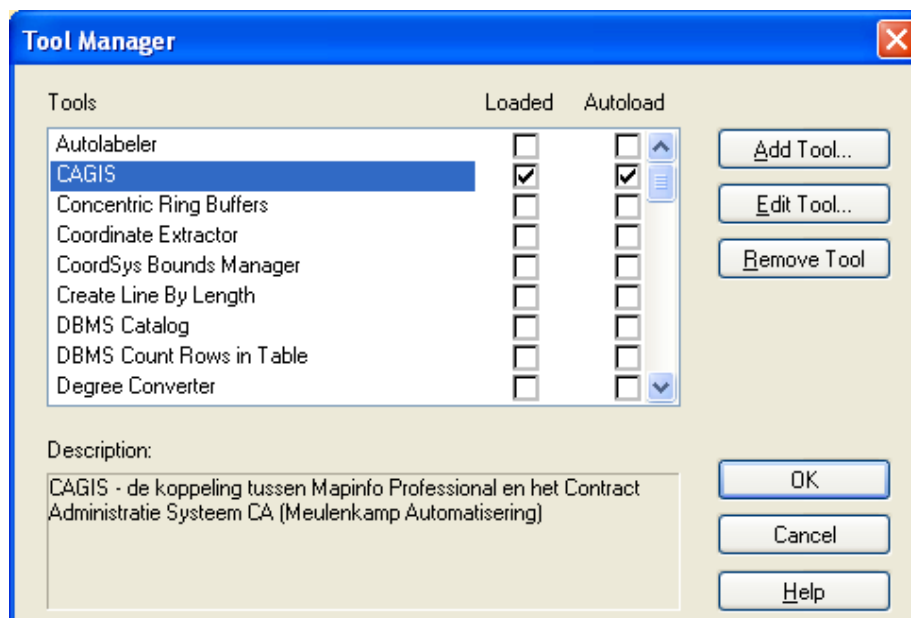 Tool Manager
Tools Loaded Autoload
Autolabeler
CAGIS
Concentric Ring Buffers
Coordinate Extractor
CoordSys Bounds Manager
Create Line By Length
DBMS Catalog
DBMS Count Rows in Table
Degree Converter
Add Tool...
Edit Tool...
Remove Tool
Description:
CAGIS - de koppeling tussen Mapinfo Professional en het Contract
Administratie Systeem CA (Meulenkamp Automatisering)
OK
Cancel
Help